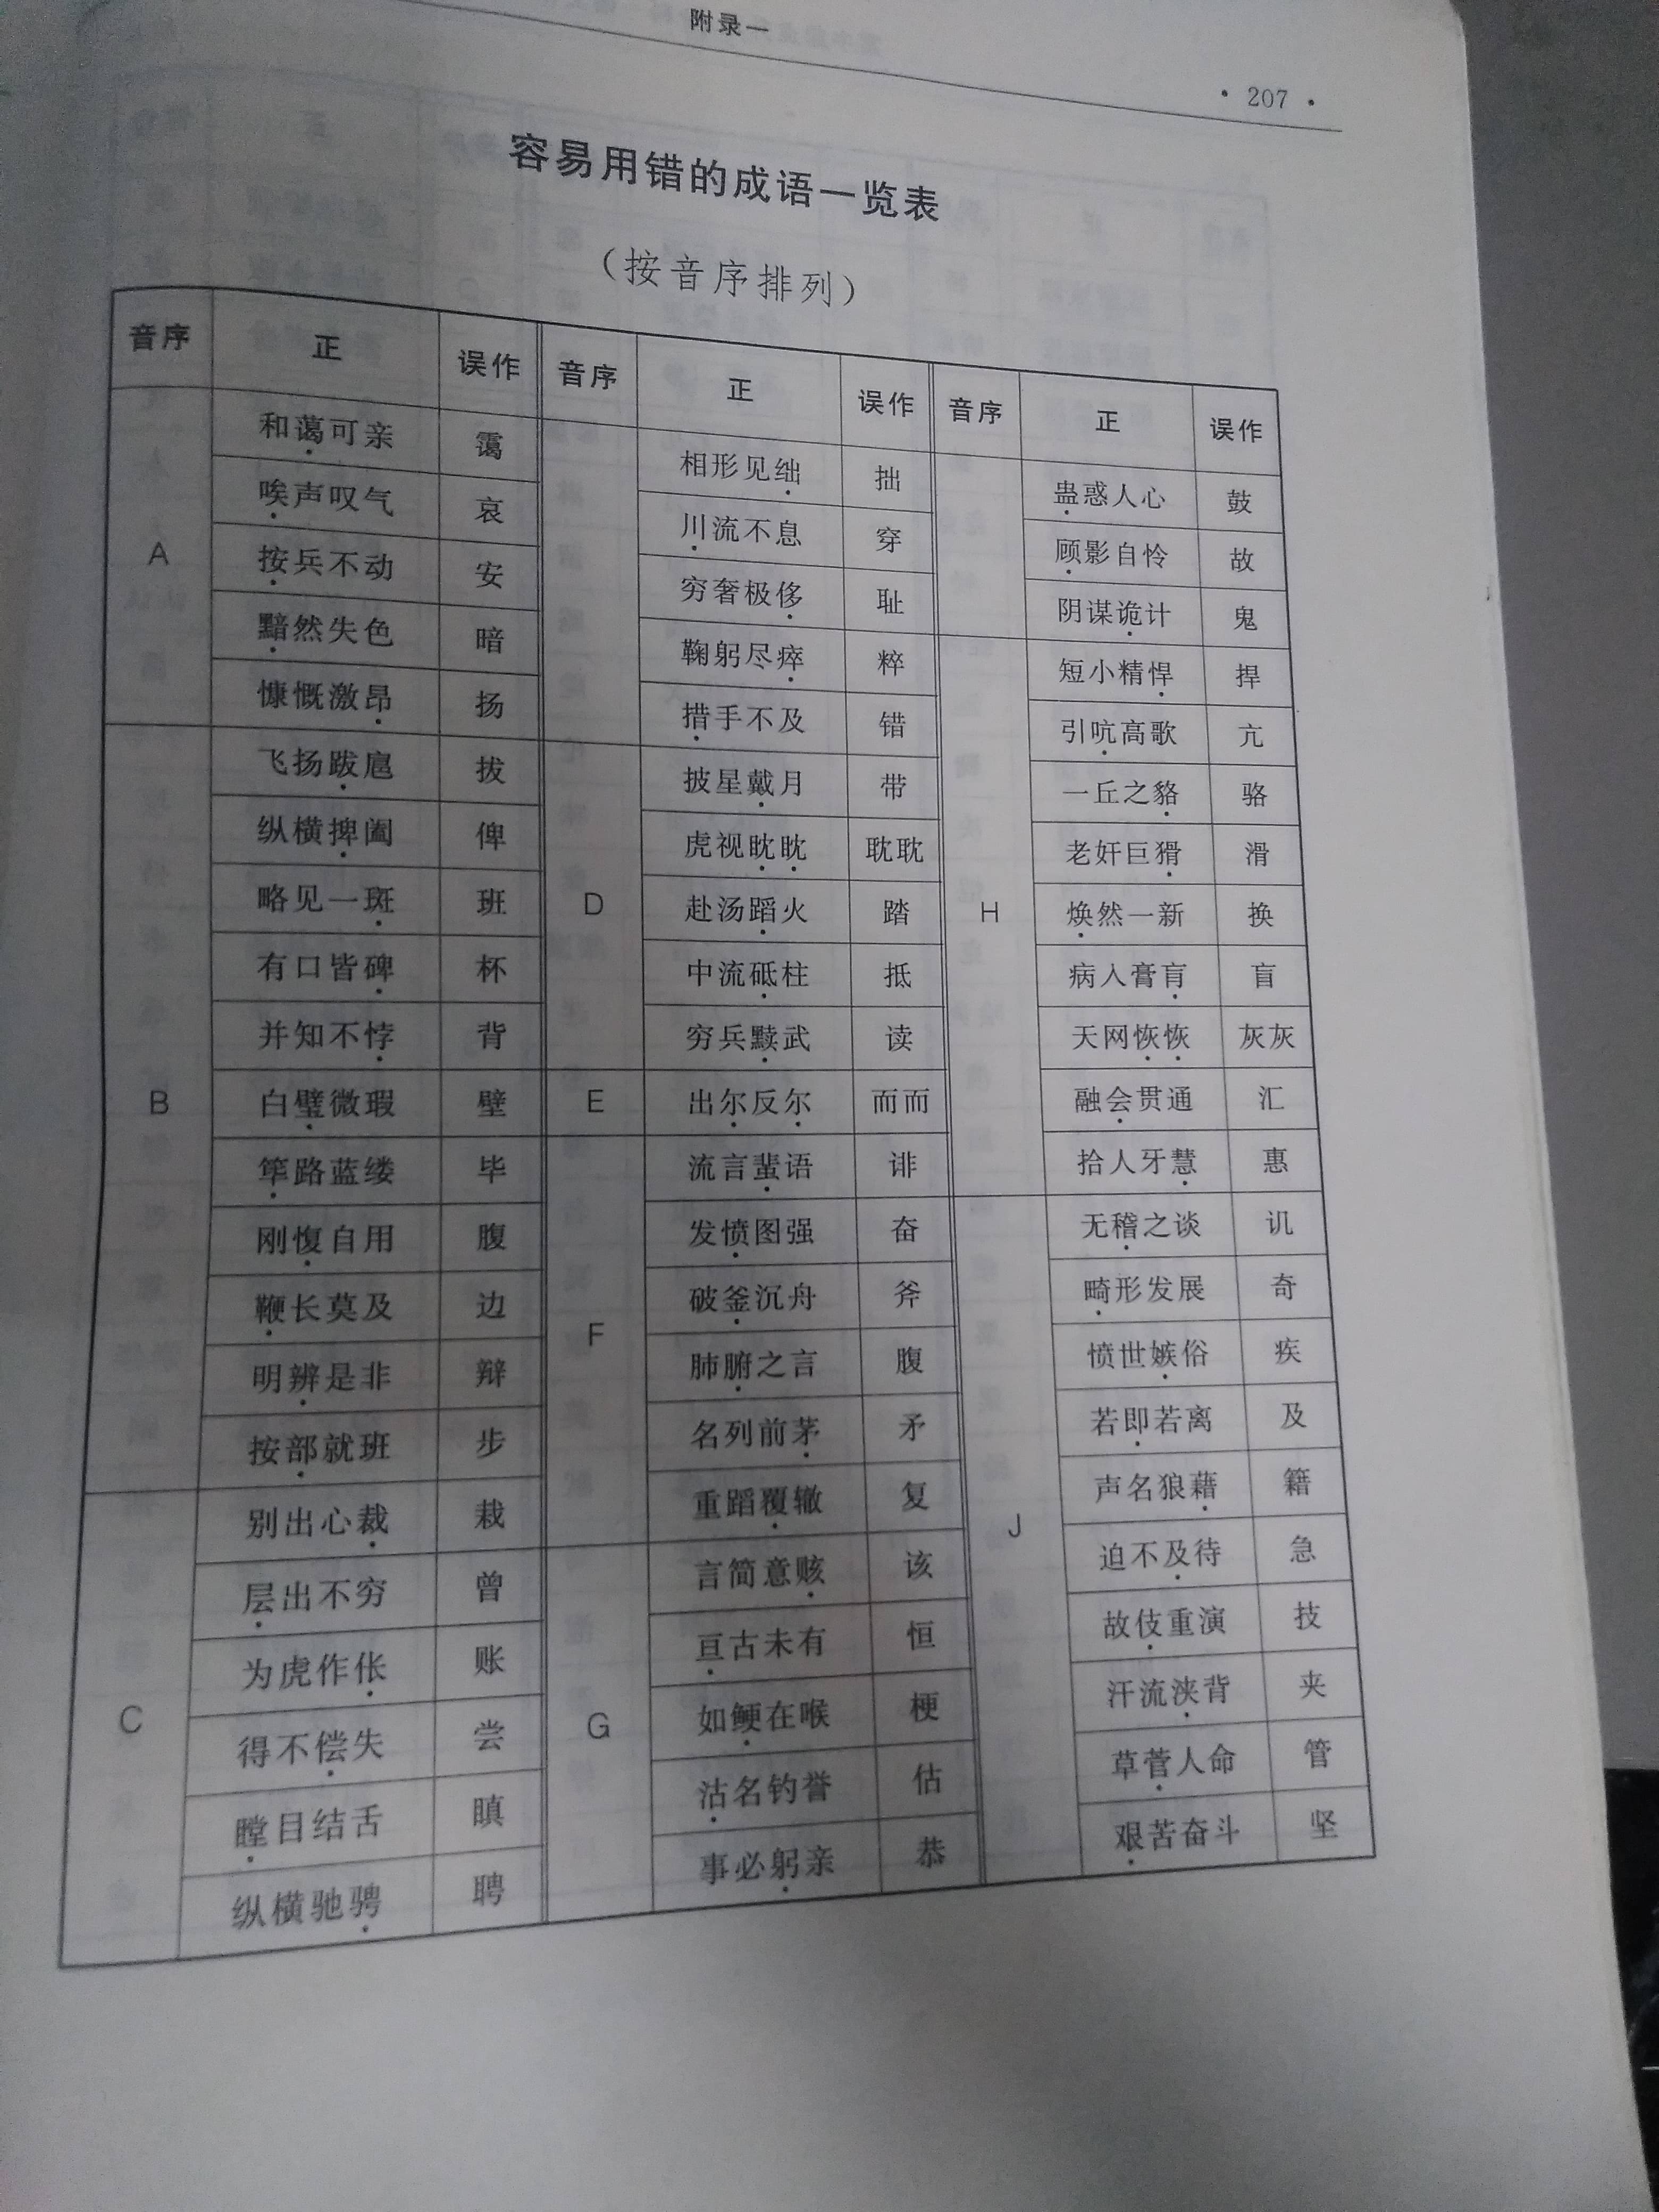 附录一
· 207 ·
容易用错的成语一览表
（按音序排列）
音序 正 误作
A
和蔼可亲 霭
唉声叹气 哀
按兵不动 安
黯然失色 暗
慷慨激昂 扬
B
飞扬跋扈 拔
纵横捭阖 俾
略见一斑 班
有口皆碑 杯
并知不悖 背
白璧微瑕 壁
筚路蓝缕 毕
刚愎自用 腹
鞭长莫及 边
明辨是非 辩
按部就班 步
C
别出心裁 栽
层出不穷 曾
为虎作伥 账
得不偿失 尝
瞠目结舌 瞋
纵横驰骋 聘
音序 正 误作
相形见绌 拙
川流不息 穿
穷奢极侈 耻
鞠躬尽瘁 粹
措手不及 错
D
披星戴月 带
虎视眈眈 耽耽
赴汤蹈火 踏
中流砥柱 抵
穷兵黩武 读
E
出尔反尔 而而
F
流言蜚语 诽
发愤图强 奋
破釜沉舟 斧
肺腑之言 腹
名列前茅 矛
重蹈覆辙 复
G
言简意赅 该
亘古未有 恒
如鲠在喉 梗
沽名钓誉 估
事必躬亲 恭
音序 正 误作
蛊惑人心 鼓
顾影自怜 故
阴谋诡计 鬼
H
短小精悍 捍
引吭高歌 亢
一丘之貉 骆
老奸巨猾 滑
焕然一新 换
病入膏肓 盲
天网恢恢 灰灰
融会贯通 汇
拾人牙慧 惠
J
无稽之谈 讥
畸形发展 奇
愤世嫉俗 疾
若即若离 及
声名狼藉 籍
迫不及待 急
故伎重演 技
汗流浃背 夹
草菅人命 管
艰苦奋斗 坚